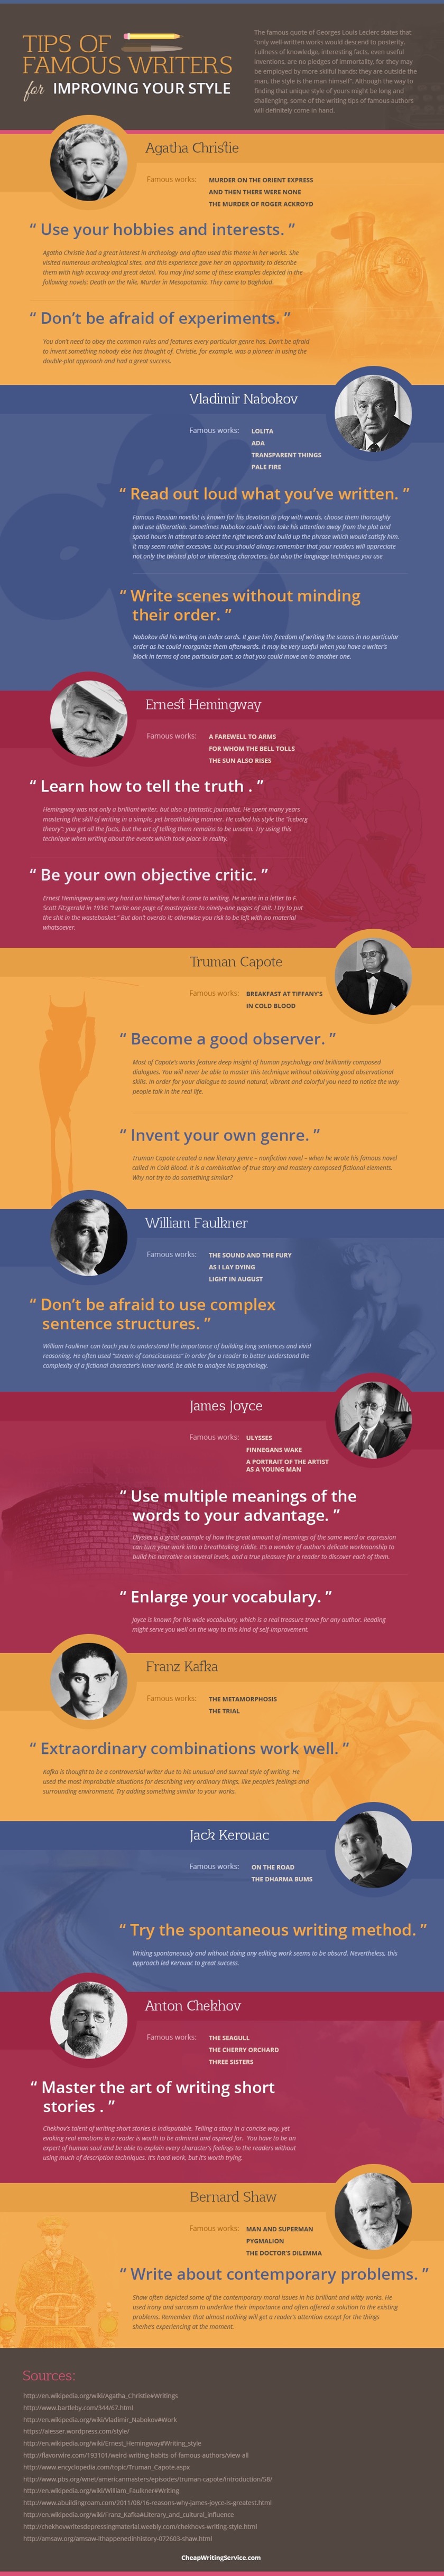 TIPS OF
FAMOUS WRITERS
for IMPROVING YOUR STYLE
The famous quote of Georges Louis Leclerc states that
"only well-written works would descend to posterity.
Fullness of knowledge, interesting facts, even useful
inventions, are no pledges of immortality, for they may
be employed by more skilful hands; they are outside the
man, the style is the man himself". Although the way to
finding that unique style of yours might be long and
challenging, some of the writing tips of famous authors
will definitely come in hand.
Agatha Christie
Famous works:
MURDER ON THE ORIENT EXPRESS
AND THEN THERE WERE NONE
THE MURDER OF ROGER ACKROYD
“ Use your hobbies and interests. ”
Agatha Christie had a great interest in archeology and often used this theme in her works. She
visited numerous archeological sites, and this experience gave her an opportunity to describe
them with high accuracy and great detail. You may find some of these examples depicted in the
following novels: Death on the Nile, Murder in Mesopotamia, They came to Baghdad.
“ Don’t be afraid of experiments. ”
You don't need to obey the common rules and features every particular genre has. Don't be afraid
to invent something nobody else has thought of. Christie, for example, was a pioneer in using the
double-plot approach and had a great success.
Vladimir Nabokov
Famous works:
LOLITA
ADA
TRANSPARENT THINGS
PALE FIRE
“ Read out loud what you’ve written. ”
Famous Russian novelist is known for his devotion to play with words, choose them thoroughly
and use alliteration. Sometimes Nabokov could even take his attention away from the plot and
spend hours in attempt to select the right words and build up the phrase which would satisfy him.
It may seem rather excessive, but you should always remember that your readers will appreciate
not only the twisted plot or interesting characters, but also the language techniques you use
“ Write scenes without minding
their order. ”
Nabokov did his writing on index cards. It gave him freedom of writing the scenes in no particular
order as he could reorganize them afterwards. It may be very useful when you have a writer's
block in terms of one particular part, so that you could move on to another one.
Ernest Hemingway
Famous works:
A FAREWELL TO ARMS
FOR WHOM THE BELL TOLLS
THE SUN ALSO RISES
“ Learn how to tell the truth . ”
Hemingway was not only a brilliant writer, but also a fantastic journalist. He spent many years
mastering the skill of writing in a simple, yet breathtaking manner. He called his style the "iceberg
theory": you get all the facts, but the art of telling them remains to be unseen. Try using this
technique when writing about the events which took place in reality.
“ Be your own objective critic. ”
Ernest Hemingway was very hard on himself when it came to writing. He wrote in a letter to F.
Scott Fitzgerald in 1934: "I write one page of masterpiece to ninety-one pages of shit. I try to put
the shit in the wastebasket." But don't overdo it; otherwise you risk to be left with no material
whatsoever.
Truman Capote
Famous works:
BREAKFAST AT TIFFANY'S
IN COLD BLOOD
“ Become a good observer. ”
Most of Capote's works feature deep insight of human psychology and brilliantly composed
dialogues. You will never be able to master this technique without obtaining good observational
skills. In order for your dialogue to sound natural, vibrant and colorful you need to notice the way
people talk in the real life.
“ Invent your own genre. ”
Truman Capote created a new literary genre – nonfiction novel – when he wrote his famous novel
called in Cold Blood. It is a combination of true story and mastery composed fictional elements.
Why not try to do something similar?
William Faulkner
Famous works:
THE SOUND AND THE FURY
AS I LAY DYING
LIGHT IN AUGUST
“ Don’t be afraid to use complex
sentence structures. ”
William Faulkner can teach you to understand the importance of building long sentences and vivid
reasoning. He often used "stream of consciousness" in order for a reader to better understand the
complexity of a fictional character's inner world, be able to analyze his psychology.
James Joyce
Famous works:
ULYSSES
FINNEGANS WAKE
A PORTRAIT OF THE ARTIST
AS A YOUNG MAN
“ Use multiple meanings of the
words to your advantage. ”
Ulysses is a great example of how the great amount of meanings of the same word or expression
can turn your work into a breathtaking riddle. It's a wonder of author's delicate workmanship to
build his narrative on several levels, and a true pleasure for a reader to discover each of them.
“ Enlarge your vocabulary. ”
Joyce is known for his wide vocabulary, which is a real treasure trove for any author. Reading
might serve you well on the way to this kind of self-improvement.
Franz Kafka
Famous works:
THE METAMORPHOSIS
THE TRIAL
“ Extraordinary combinations work well. ”
Kafka is thought to be a controversial writer due to his unusual and surreal style of writing. He
used the most improbable situations for describing very ordinary things, like people's feelings and
surrounding environment. Try adding something similar to your works.
Jack Kerouac
Famous works:
ON THE ROAD
THE DHARMA BUMS
“ Try the spontaneous writing method. ”
Writing spontaneously and without doing any editing work seems to be absurd. Nevertheless, this
approach led Kerouac to great success.
Anton Chekhov
Famous works:
THE SEAGULL
THE CHERRY ORCHARD
THREE SISTERS
“ Master the art of writing short
stories . ”
Chekhov's talent of writing short stories is indisputable. Telling a story in a concise way, yet
evoking real emotions in a reader is worth to be admired and aspired for. You have to be an
expert of human soul and be able to explain every character's feelings to the readers without
using much of description techniques. It's hard work, but it's worth trying.
Bernard Shaw
Famous works:
MAN AND SUPERMAN
PYGMALION
THE DOCTOR'S DILEMMA
“ Write about contemporary problems. ”
Shaw often depicted some of the contemporary moral issues in his brilliant and witty works. He
used irony and sarcasm to underline their importance and often offered a solution to the existing
problems. Remember that almost nothing will get a reader's attention except for the things
she/he's experiencing at the moment.
Sources:
http://en.wikipedia.org/wiki/Agatha_Christie#Writings
http://www.bartleby.com/344/67.html
http://en.wikipedia.org/wiki/Vladimir_Nabokov#Work
https://alesser.wordpress.com/style/
http://en.wikipedia.org/wiki/Ernest_Hemingway#Writing_style
http://flavorwire.com/193101/weird-writing-habits-of-famous-authors/view-all
http://www.encyclopedia.com/topic/Truman_Capote.aspx
http://www.pbs.org/wnet/americanmasters/episodes/truman-capote/introduction/58/
http://en.wikipedia.org/wiki/William_Faulkner#Writing
http://www.abuildingroam.com/2011/08/16-reasons-why-james-joyce-is-greatest.html
http://en.wikipedia.org/wiki/Franz_Kafka#Literary_and_cultural_influence
http://chekhovwritesdepressingmaterial.weebly.com/chekhovs-writing-style.html
http://amsaw.org/amsaw-ithappenedinhistory-072603-shaw.html
CheapWritingService.com